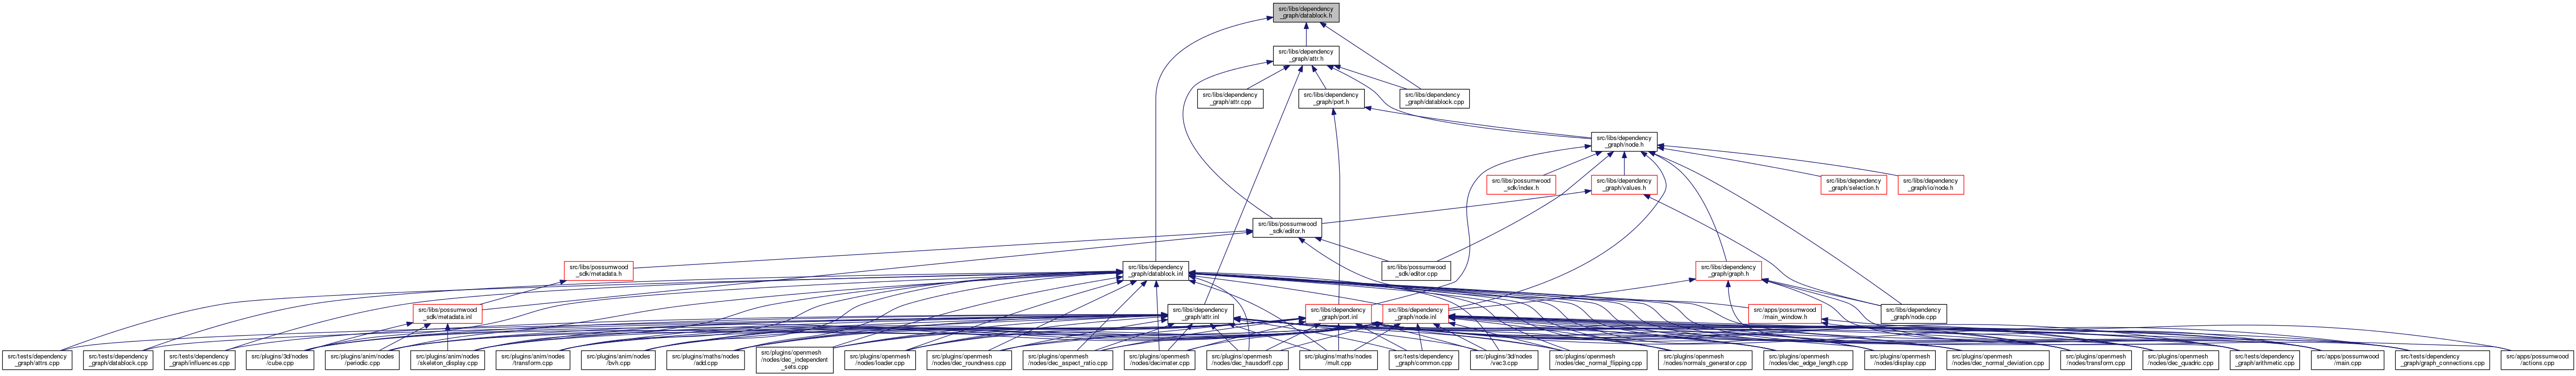 src/libs/dependency
_graph/datablock.h
src/libs/dependency
_graph/attr.h
src/libs/dependency
_graph/attr.cpp
src/libs/dependency
_graph/port.h
src/libs/dependency
_graph/datablock.cpp
src/libs/dependency
_graph/node.h
src/libs/possumwood
_sdk/index.h
src/libs/dependency
_graph/values.h
src/libs/dependency
_graph/selection.h
src/libs/dependency
_graph/io/node.h
src/libs/possumwood
_sdk/editor.h
src/libs/possumwood
_sdk/metadata.h
src/libs/dependency
_graph/datablock.inl
src/libs/possumwood
_sdk/editor.cpp
src/libs/dependency
_graph/graph.h
src/libs/possumwood
_sdk/metadata.inl
src/libs/dependency
_graph/attr.inl
src/libs/dependency
_graph/port.inl
src/libs/dependency
_graph/node.inl
src/apps/possumwood
/main_window.h
src/libs/dependency
_graph/node.cpp
src/tests/dependency
_graph/attrs.cpp
src/tests/dependency
_graph/datablock.cpp
src/tests/dependency
_graph/influences.cpp
src/plugins/3d/nodes
/cube.cpp
src/plugins/anim/nodes
/periodic.cpp
src/plugins/anim/nodes
/skeleton_display.cpp
src/plugins/anim/nodes
/transform.cpp
src/plugins/anim/nodes
/bvh.cpp
src/plugins/maths/nodes
/add.cpp
src/plugins/openmesh
/nodes/dec_independent
_sets.cpp
src/plugins/openmesh
/nodes/loader.cpp
src/plugins/openmesh
/nodes/dec_roundness.cpp
src/plugins/openmesh
/nodes/dec_aspect_ratio.cpp
src/plugins/openmesh
/nodes/decimater.cpp
src/plugins/openmesh
/nodes/dec_hausdorff.cpp
src/plugins/maths/nodes
/mult.cpp
src/tests/dependency
_graph/common.cpp
src/plugins/3d/nodes
/vec3.cpp
src/plugins/openmesh
/nodes/dec_normal_flipping.cpp
src/plugins/openmesh
/nodes/normals_generator.cpp
src/plugins/openmesh
/nodes/dec_edge_length.cpp
src/plugins/openmesh
/nodes/display.cpp
src/plugins/openmesh
/nodes/dec_normal_deviation.cpp
src/plugins/openmesh
/nodes/transform.cpp
src/plugins/openmesh
/nodes/dec_quadric.cpp
src/tests/dependency
_graph/arithmetic.cpp
src/apps/possumwood
/main.cpp
src/tests/dependency
_graph/graph_connections.cpp
src/apps/possumwood
/actions.cpp